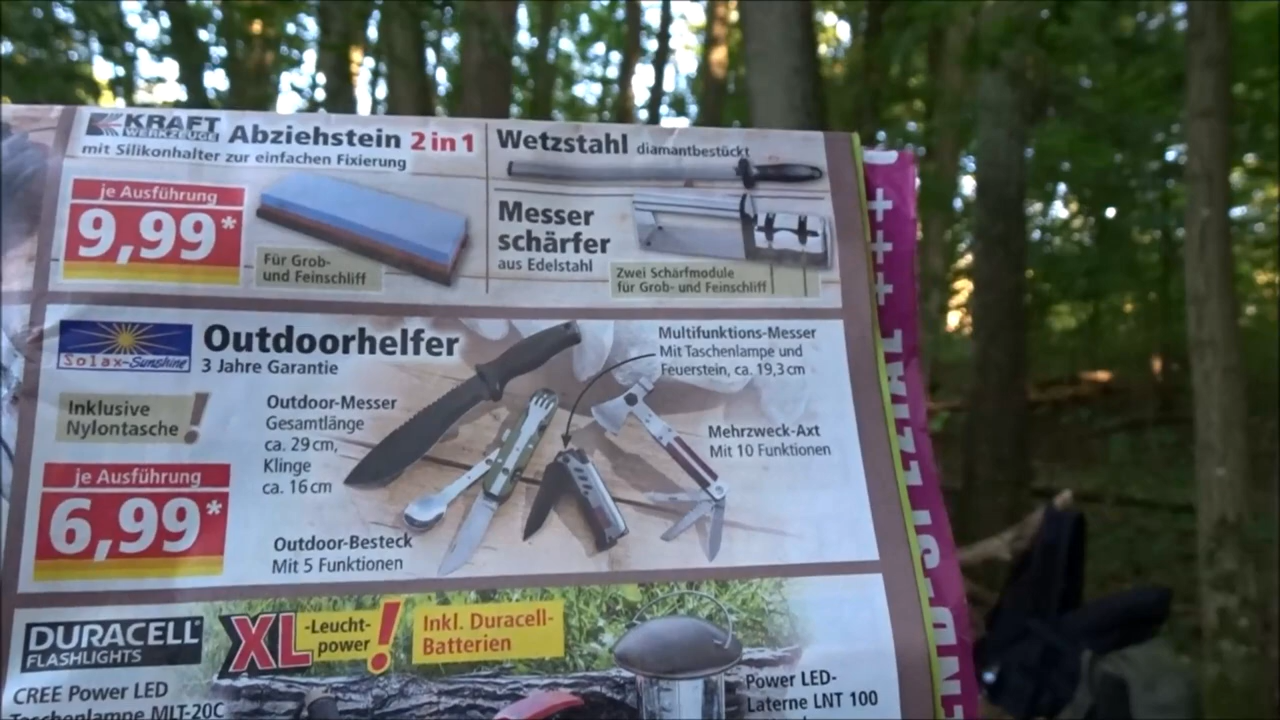 KRAFT
WERKZEUGE
Abziehstein 2 in 1
mit Silikonhalter zur einfachen Fixierung
je Ausführung
9,99*
Für Grob-
und Feinschliff
Wetzstahl diamantbestückt
Messer
schärfer
aus Edelstahl
Zwei Schärfmodule
für Grob- und Feinschliff
Solax-Sunshine
Outdoorhelfer
3 Jahre Garantie
Inklusive
Nylontasche !
je Ausführung
6,99*
Outdoor-Messer
Gesamtlänge
ca. 29 cm,
Klinge
ca. 16 cm
Outdoor-Besteck
Mit 5 Funktionen
Multifunktions-Messer
Mit Taschenlampe und
Feuerstein, ca. 19,3 cm
Mehrzweck-Axt
Mit 10 Funktionen
DURACELL
FLASHLIGHTS
XL-Leucht-
power!
Inkl. Duracell-
Batterien
CREE Power LED
Taschenlampe MLT-20C
Power LED-
Laterne LNT 100